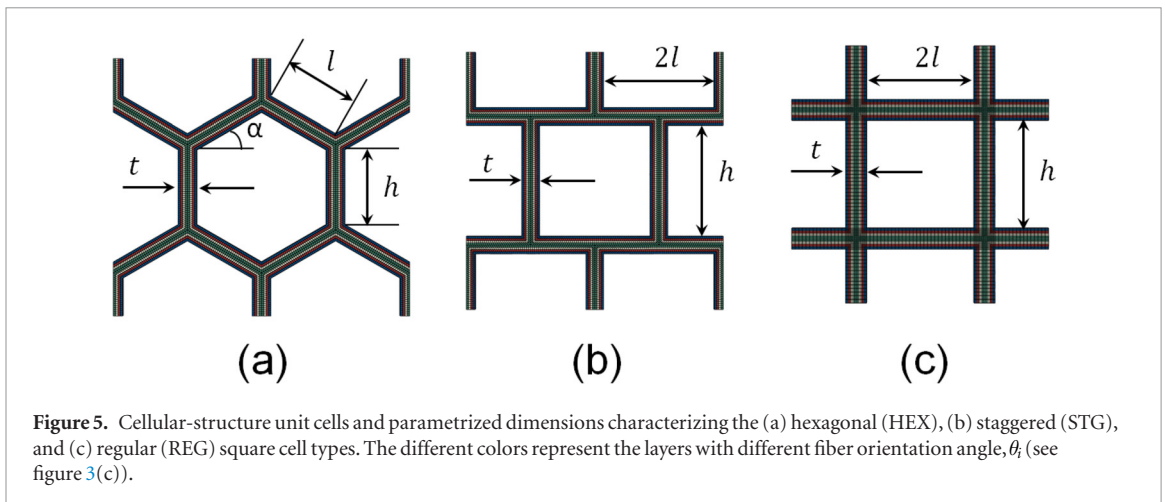 l
α
t
h
(a)
2l
t
h
(b)
2l
t
h
(c)
Figure 5. Cellular-structure unit cells and parametrized dimensions characterizing the (a) hexagonal (HEX), (b) staggered (STG),
and (c) regular (REG) square cell types. The different colors represent the layers with different fiber orientation angle, θi (see
figure 3(c)).